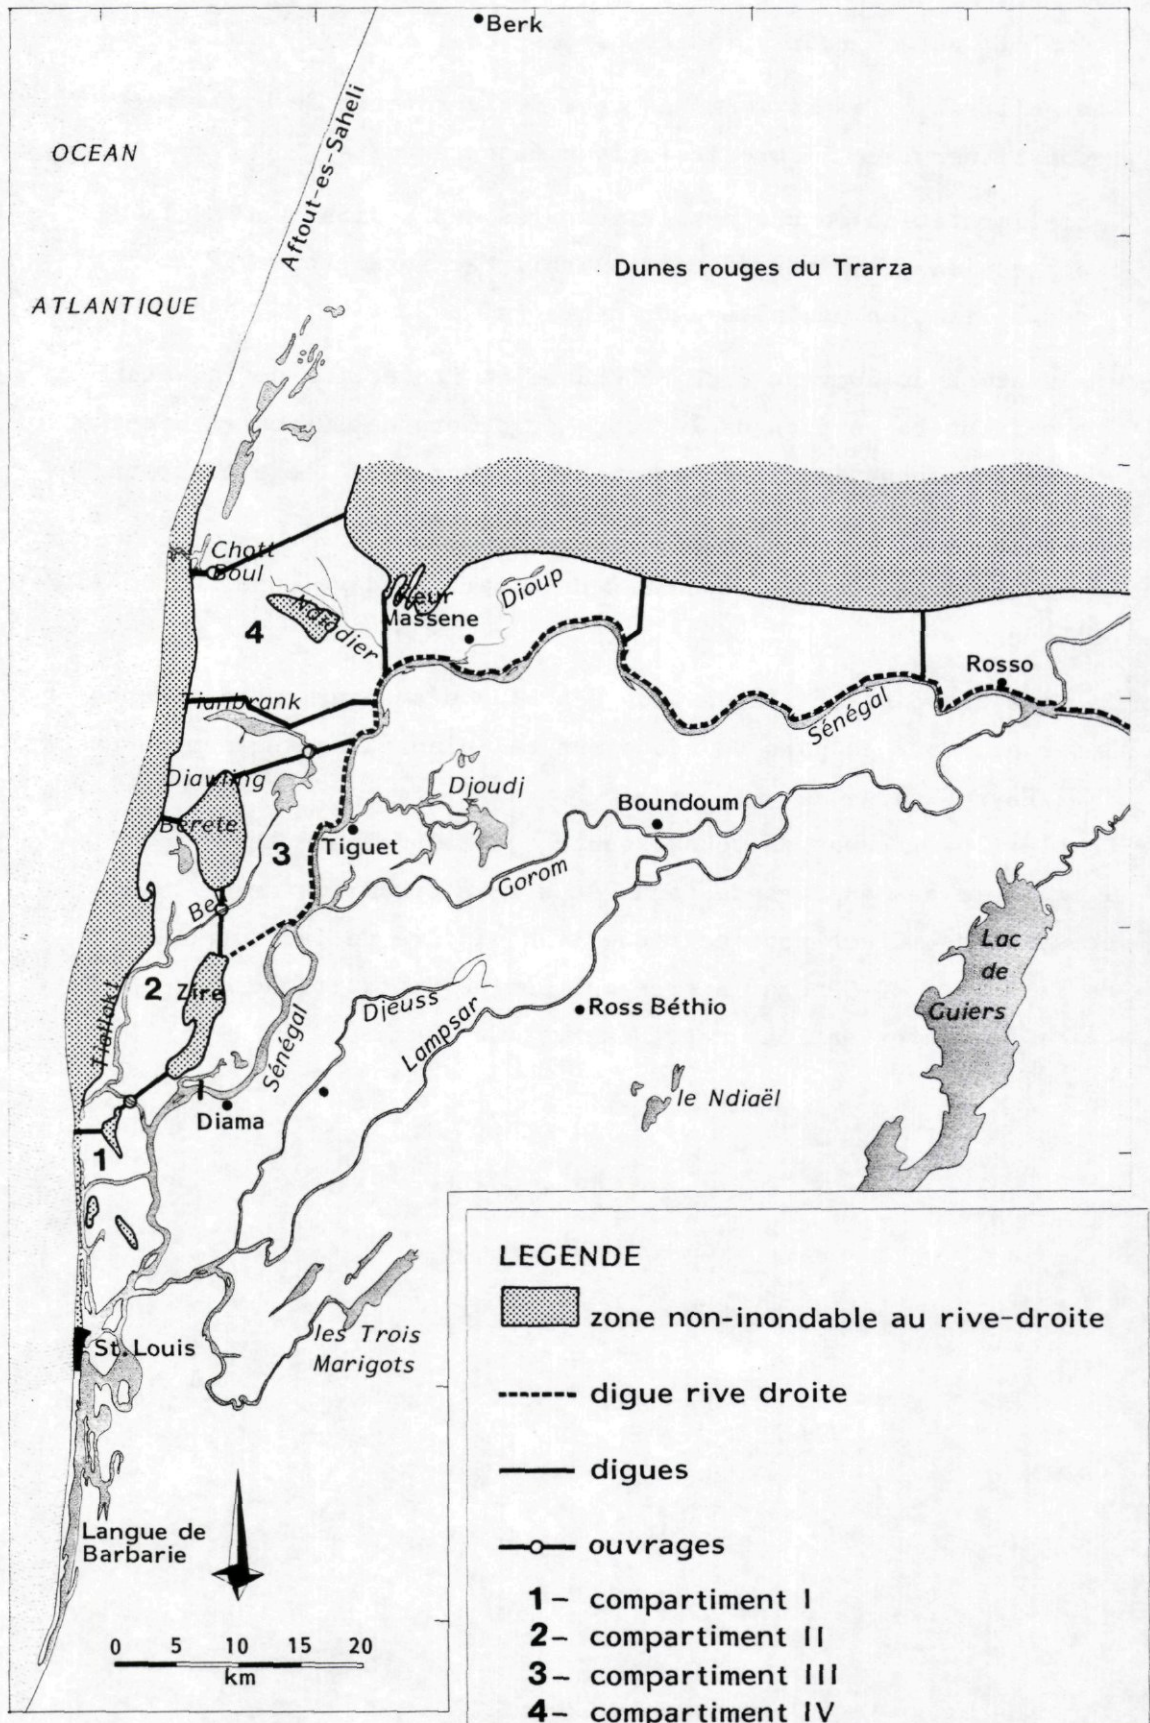 Berk
OCEAN
Aftout-es-Saheli
Dunes rouges du Trarza
ATLANTIQUE
Chott
Boul
Dioup
Keur
Massene
4
Ndiadier
Rosso
Tianbrank
Sénégal
Diawling
Djoudj
Boundoum
Berete
3
Tiguet
Gorom
Bel
Lac
de
Guiers
2
Zire
Tiallakt
Djeuss
Lampsar
Ross Béthio
Sénégal
le Ndiaël
Diama
1
les Trois
Marigots
St. Louis
Langue de
Barbarie
0 5 10 15 20
km
LEGENDE
zone non-inondable au rive-droite
digue rive droite
digues
ouvrages
1- compartiment I
2- compartiment II
3- compartiment III
4- compartiment IV